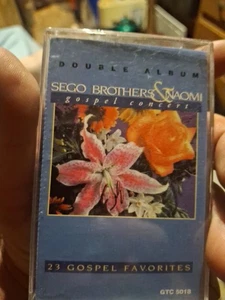 DOUBLE ALBUM
SEGO BROTHERS & NAOMI
gospel concert
23 GOSPEL FAVORITES
GTC 5018